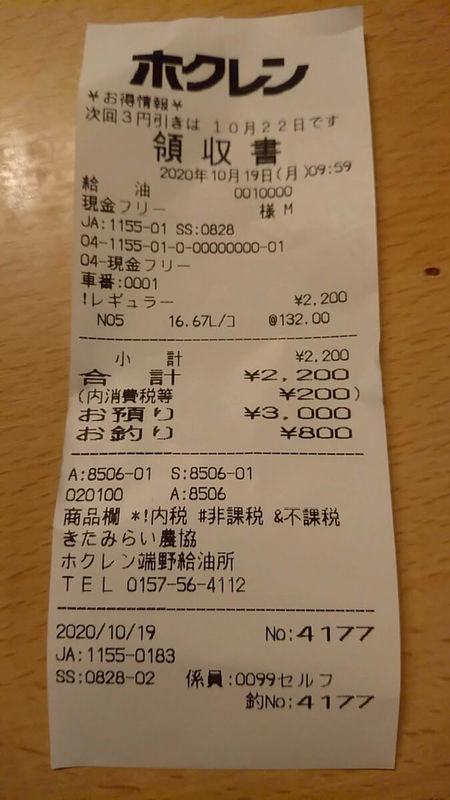 ホクレン
¥お得情報¥
次回3円引きは 10月22日です
領収書
2020年10月19日(月)09:59
給 油 0010000
現金フリー 様 M
JA:1155-01 SS:0828
04-1155-01-0-00000000-01
04-現金フリー
車番:0001
!レギュラー ¥2,200
N05 16.67L/コ @132.00
小 計 ¥2,200
合 計 ¥2,200
(内消費税等 ¥200)
お預り ¥3,000
お釣り ¥800
A:8506-01 S:8506-01
020100 A:8506
商品欄 *!内税 #非課税 &不課税
きたみらい農協
ホクレン端野給油所
TEL 0157-56-4112
2020/10/19 No:4177
JA:1155-0183
SS:0828-02 係員:0099セルフ
釣No:4177